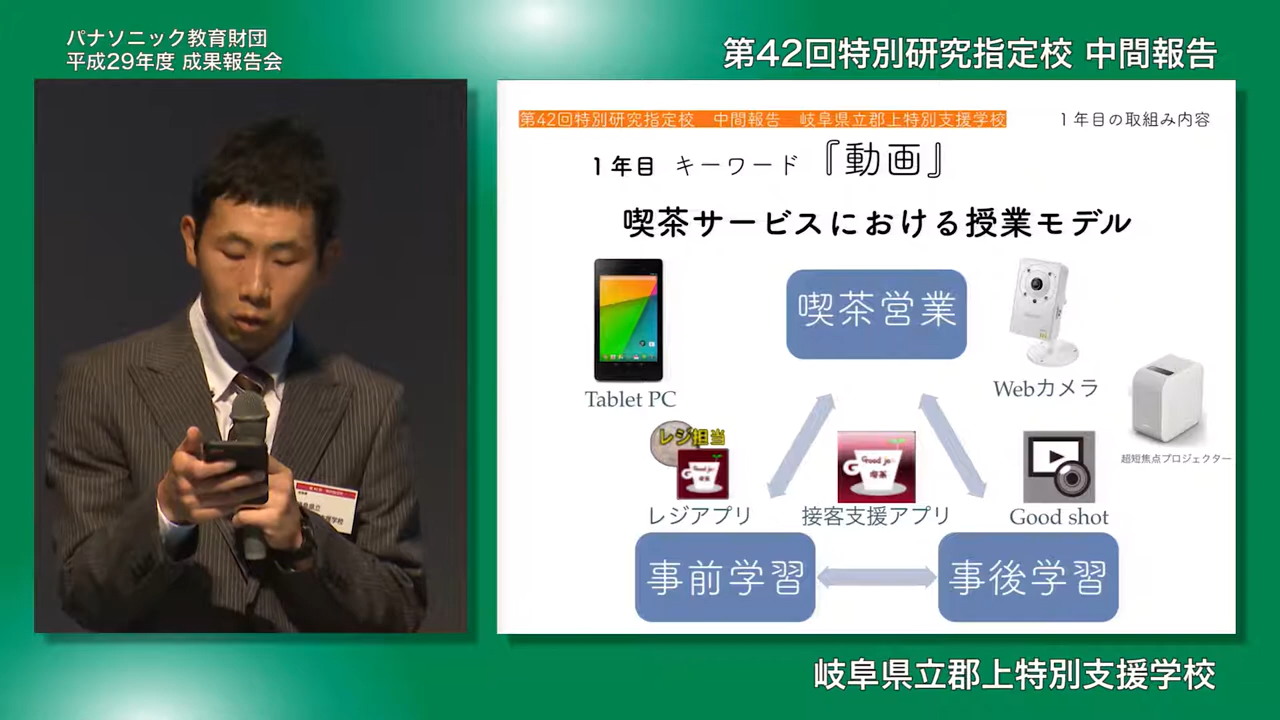 パナソニック教育財団
平成29年度 成果報告会
第42回特別研究指定校 中間報告
第42回特別研究指定校 中間報告 岐阜県立郡上特別支援学校
1年目の取組み内容
1年目 キーワード『動画』
喫茶サービスにおける授業モデル
喫茶営業
Tablet PC
Webカメラ
超短焦点プロジェクター
レジ担当
Good job
喫茶
レジアプリ
接客支援アプリ
Good shot
事前学習
事後学習
岐阜県立郡上特別支援学校